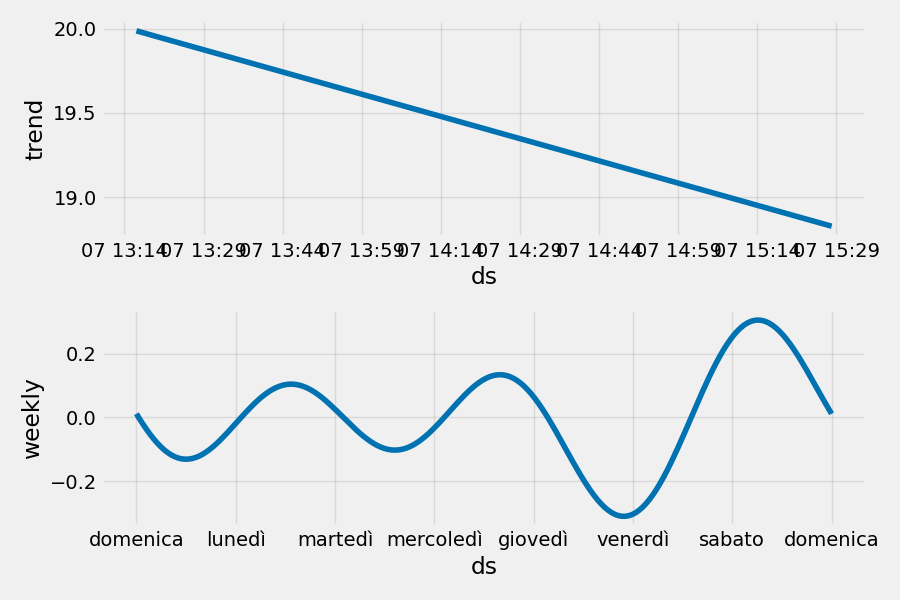 20.0
19.5
19.0
trend
07 13:14 07 13:29 07 13:44 07 13:59 07 14:14 07 14:29 07 14:44 07 14:59 07 15:14 07 15:29
ds
0.2
0.0
−0.2
weekly
domenica lunedì martedì mercoledì giovedì venerdì sabato domenica
ds